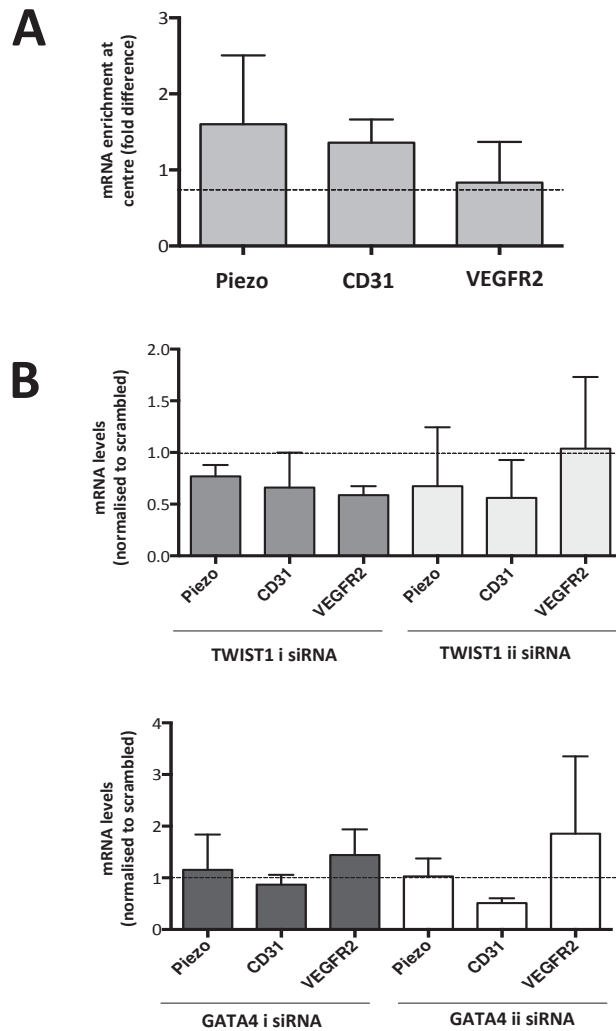 A
mRNA enrichment at
centre (fold difference)
3
2
1
0
Piezo
CD31
VEGFR2
B
mRNA levels
(normalised to scrambled)
2.0
1.5
1.0
0.5
0.0
Piezo
CD31
VEGFR2
Piezo
CD31
VEGFR2
TWIST1 i siRNA
TWIST1 ii siRNA
mRNA levels
(normalised to scrambled)
4
3
2
1
0
Piezo
CD31
VEGFR2
Piezo
CD31
VEGFR2
GATA4 i siRNA
GATA4 ii siRNA